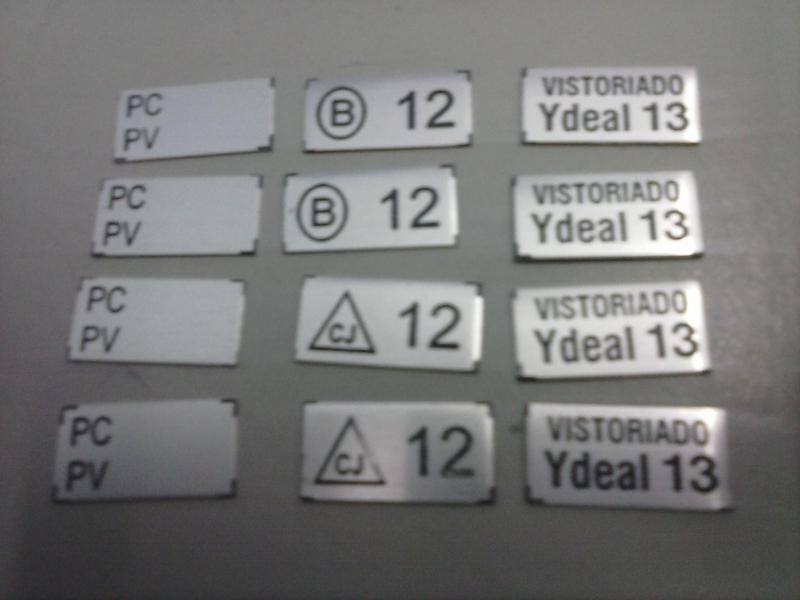 PC
PV
B 12
VISTORIADO
Ydeal 13
PC
PV
B 12
VISTORIADO
Ydeal 13
PC
PV
CJ 12
VISTORIADO
Ydeal 13
PC
PV
CJ 12
VISTORIADO
Ydeal 13